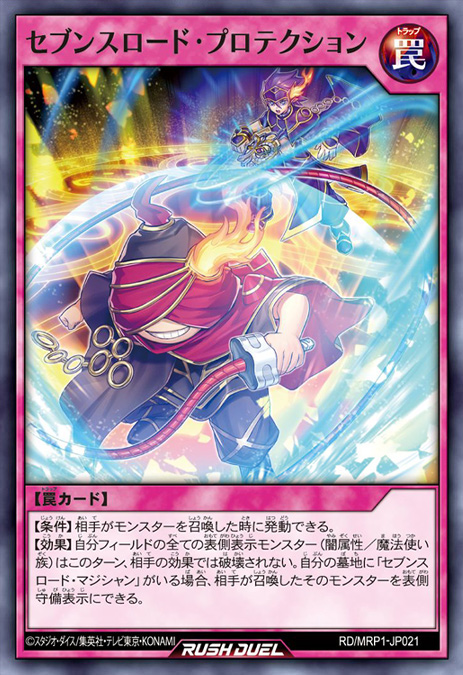 セブンスロード・プロテクション
トラップ
罠
【罠カード】
【条件】相手がモンスターを召喚した時に発動できる。
【効果】自分フィールドの全ての表側表示モンスター（闇属性／魔法使い
族）はこのターン、相手の効果では破壊されない。自分の墓地に「セブンス
ロード・マジシャン」がいる場合、相手が召喚したそのモンスターを表側
守備表示にできる。
©スタジオ・ダイス/集英社・テレビ東京・KONAMI
RUSH DUEL
RD/MRP1-JP021